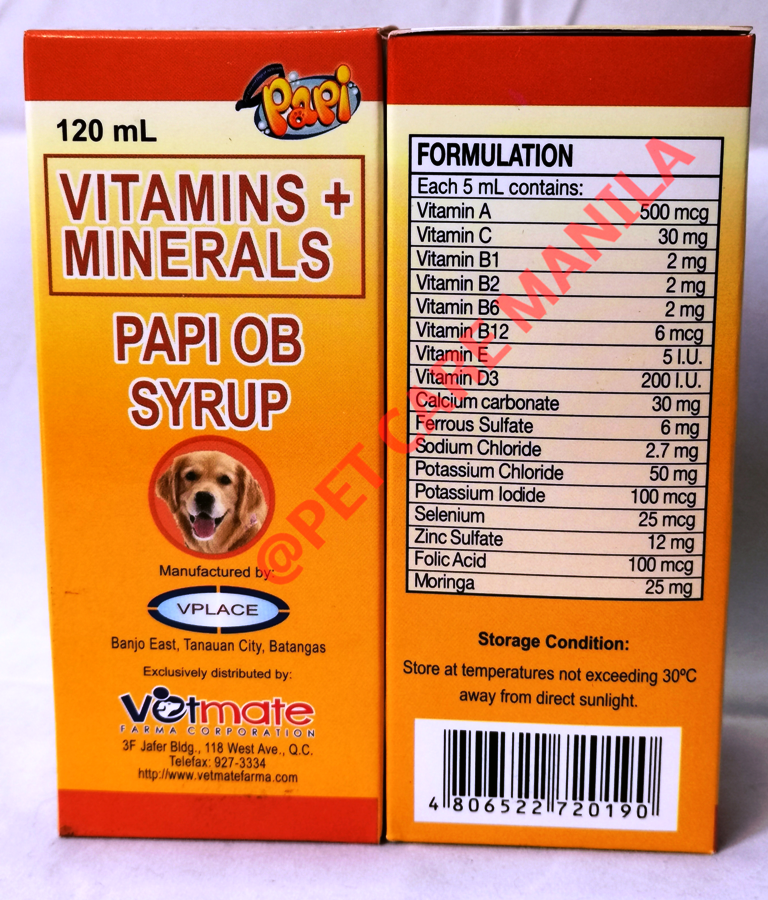 Papi
120 mL
VITAMINS +
MINERALS
PAPI OB
SYRUP
Manufactured by:
VPLACE
Banjo East, Tanauan City, Batangas
Exclusively distributed by:
Vetmate
FARMA CORPORATION
3F Jafer Bldg., 118 West Ave., Q.C.
Telefax: 927-3334
http://www.vetmatefarma.com
FORMULATION
Each 5 mL contains:
Vitamin A 500 mcg
Vitamin C 30 mg
Vitamin B1 2 mg
Vitamin B2 2 mg
Vitamin B6 2 mg
Vitamin B12 6 mcg
Vitamin E 5 I.U.
Vitamin D3 200 I.U.
Calcium carbonate 30 mg
Ferrous Sulfate 6 mg
Sodium Chloride 2.7 mg
Potassium Chloride 50 mg
Potassium Iodide 100 mcg
Selenium 25 mcg
Zinc Sulfate 12 mg
Folic Acid 100 mcg
Moringa 25 mg
Storage Condition:
Store at temperatures not exceeding 30ºC
away from direct sunlight.
4 806522 720190
@PET CARE MANILA